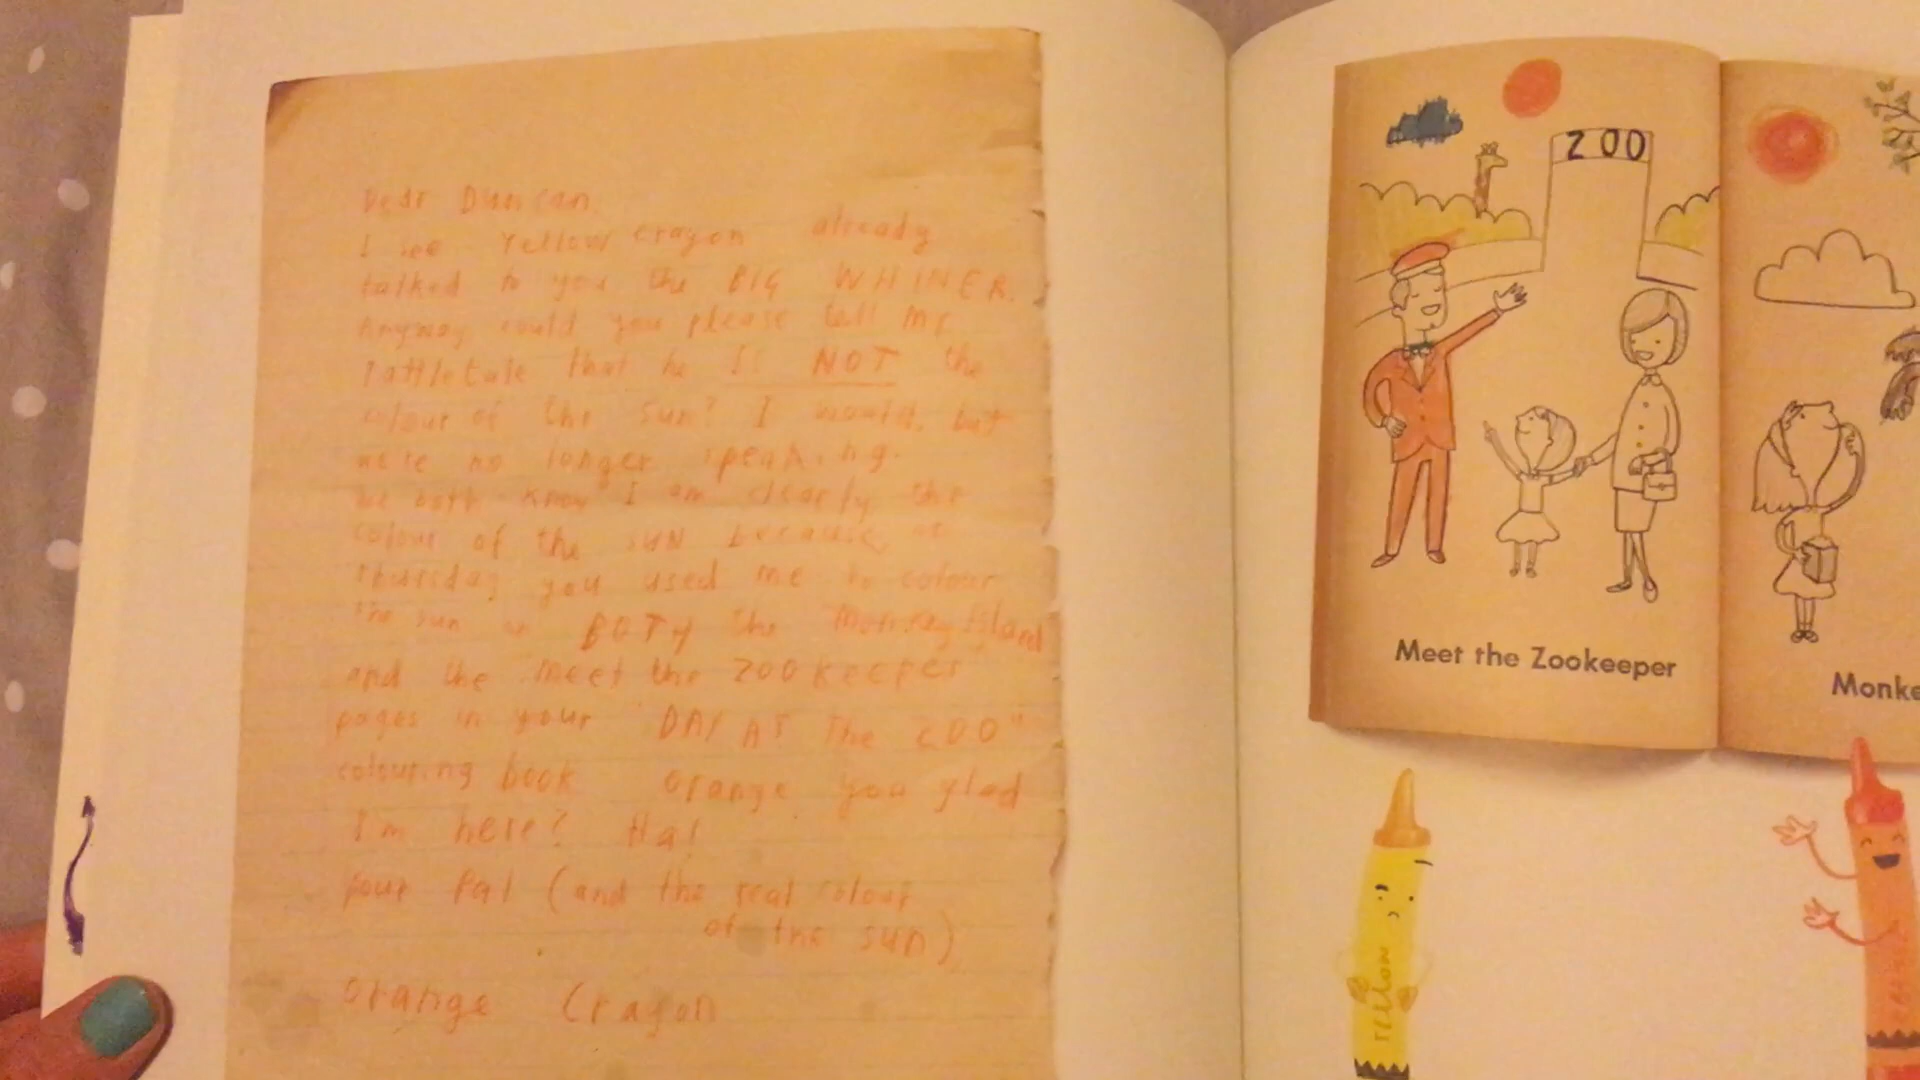 Dear Duncan
I see Yellow crayon already
talked to you the BIG WHINER.
Anyway could you please tell Mr
Tattletale that he IS NOT the
colour of the sun? I would, but
we're no longer speaking.
we both know I am clearly the
colour of the SUN because,
Thursday you used me to colour
The sun on BOTH the Monkey Island
and the meet the zookeeper
pages in your "DAY AT The ZOO"
colouring book orange you glad
I'm here? Ha!
your Pal (and the real colour
of the sun)
orange Crayon
ZOO
Meet the Zookeeper
Monke
YELLOW